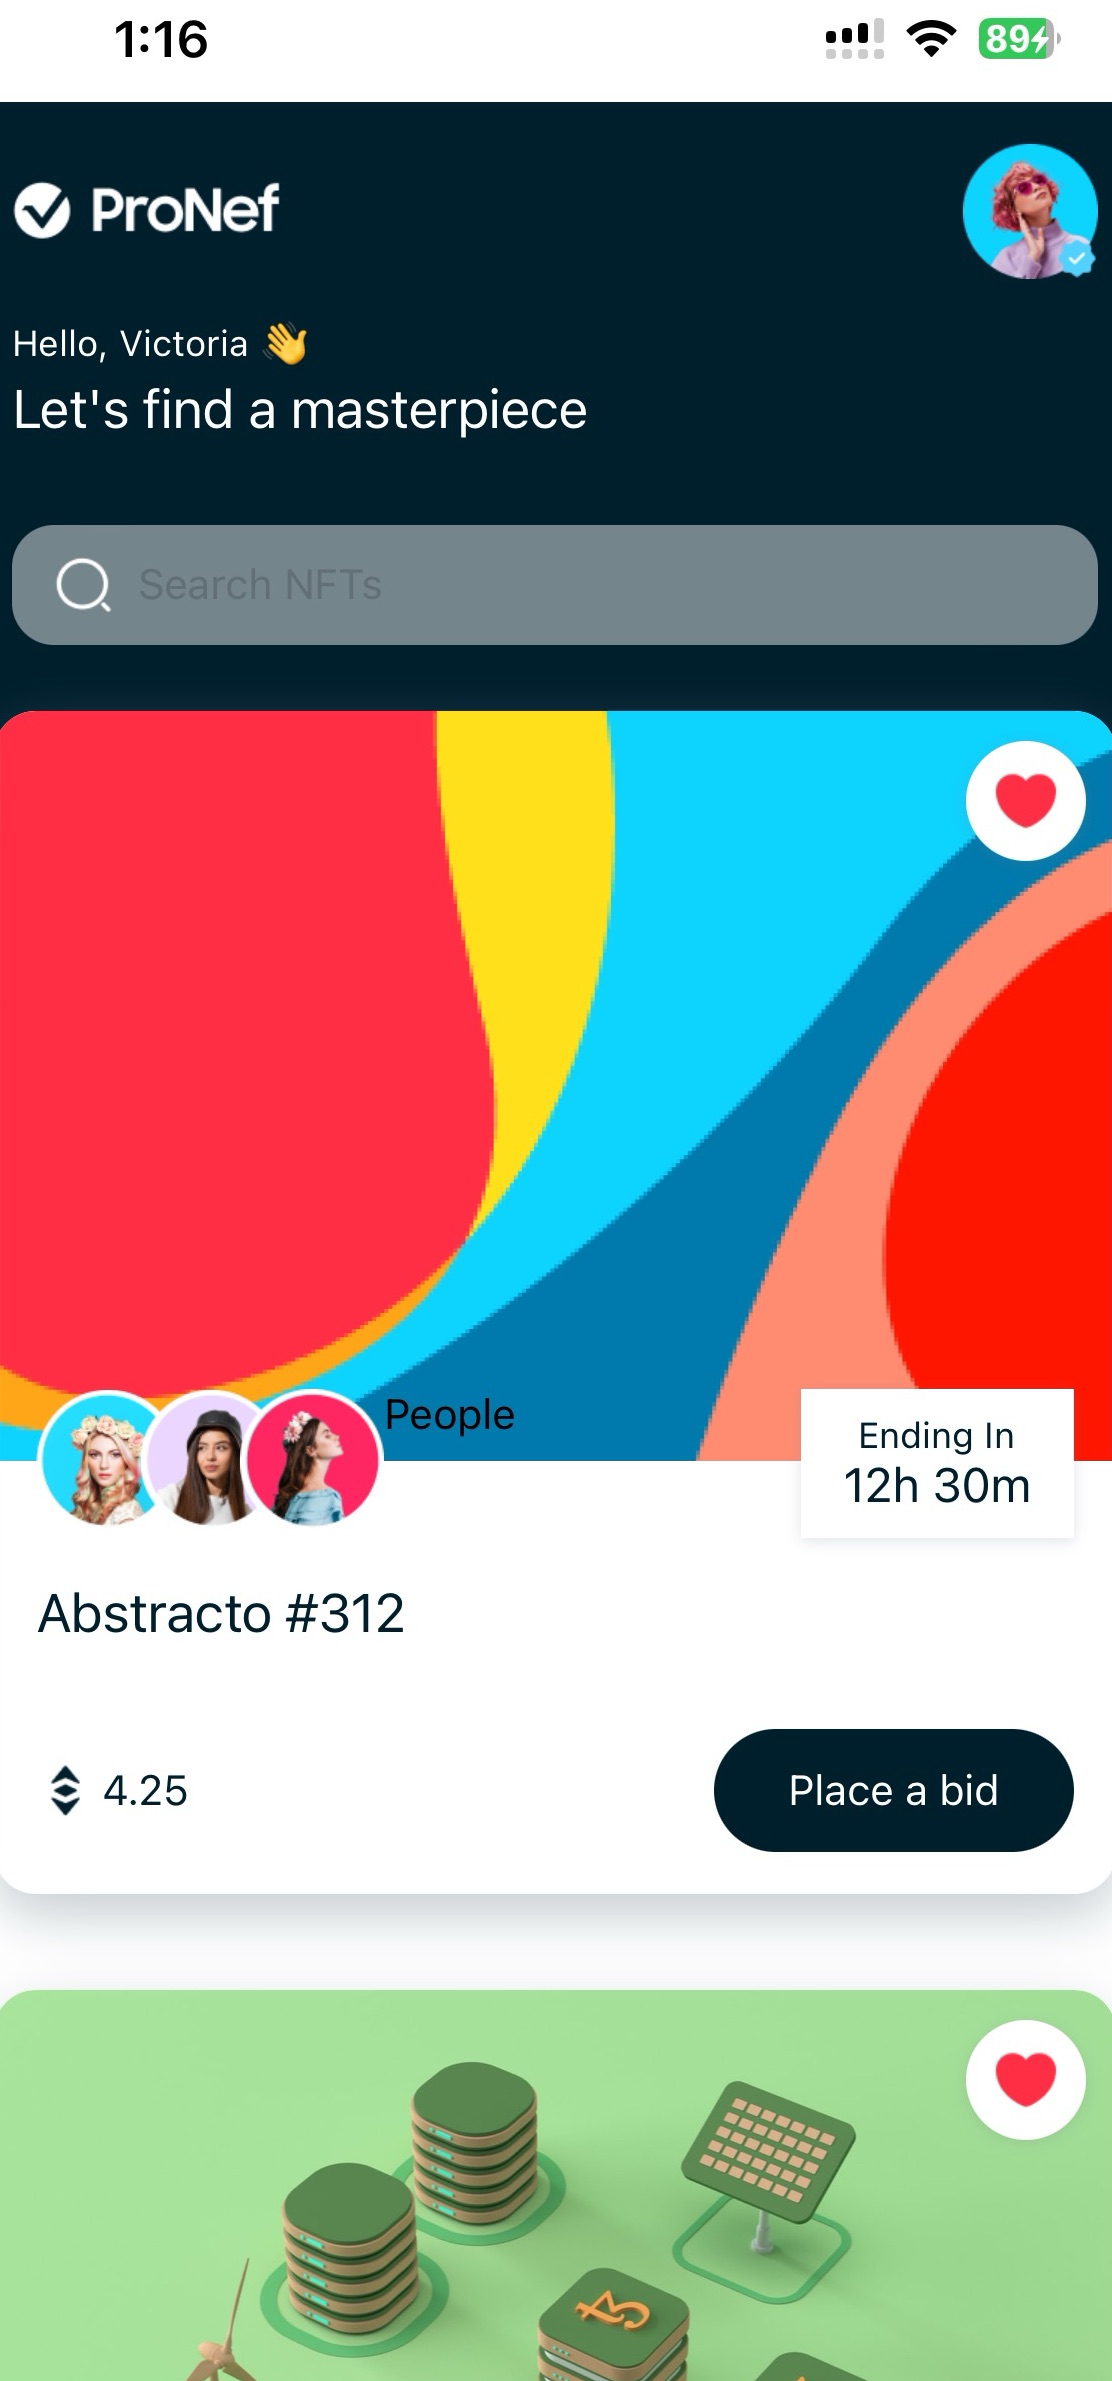 1:16
89
ProNef
Hello, Victoria 👋
Let's find a masterpiece
Search NFTs
People
Ending In
12h 30m
Abstracto #312
4.25
Place a bid